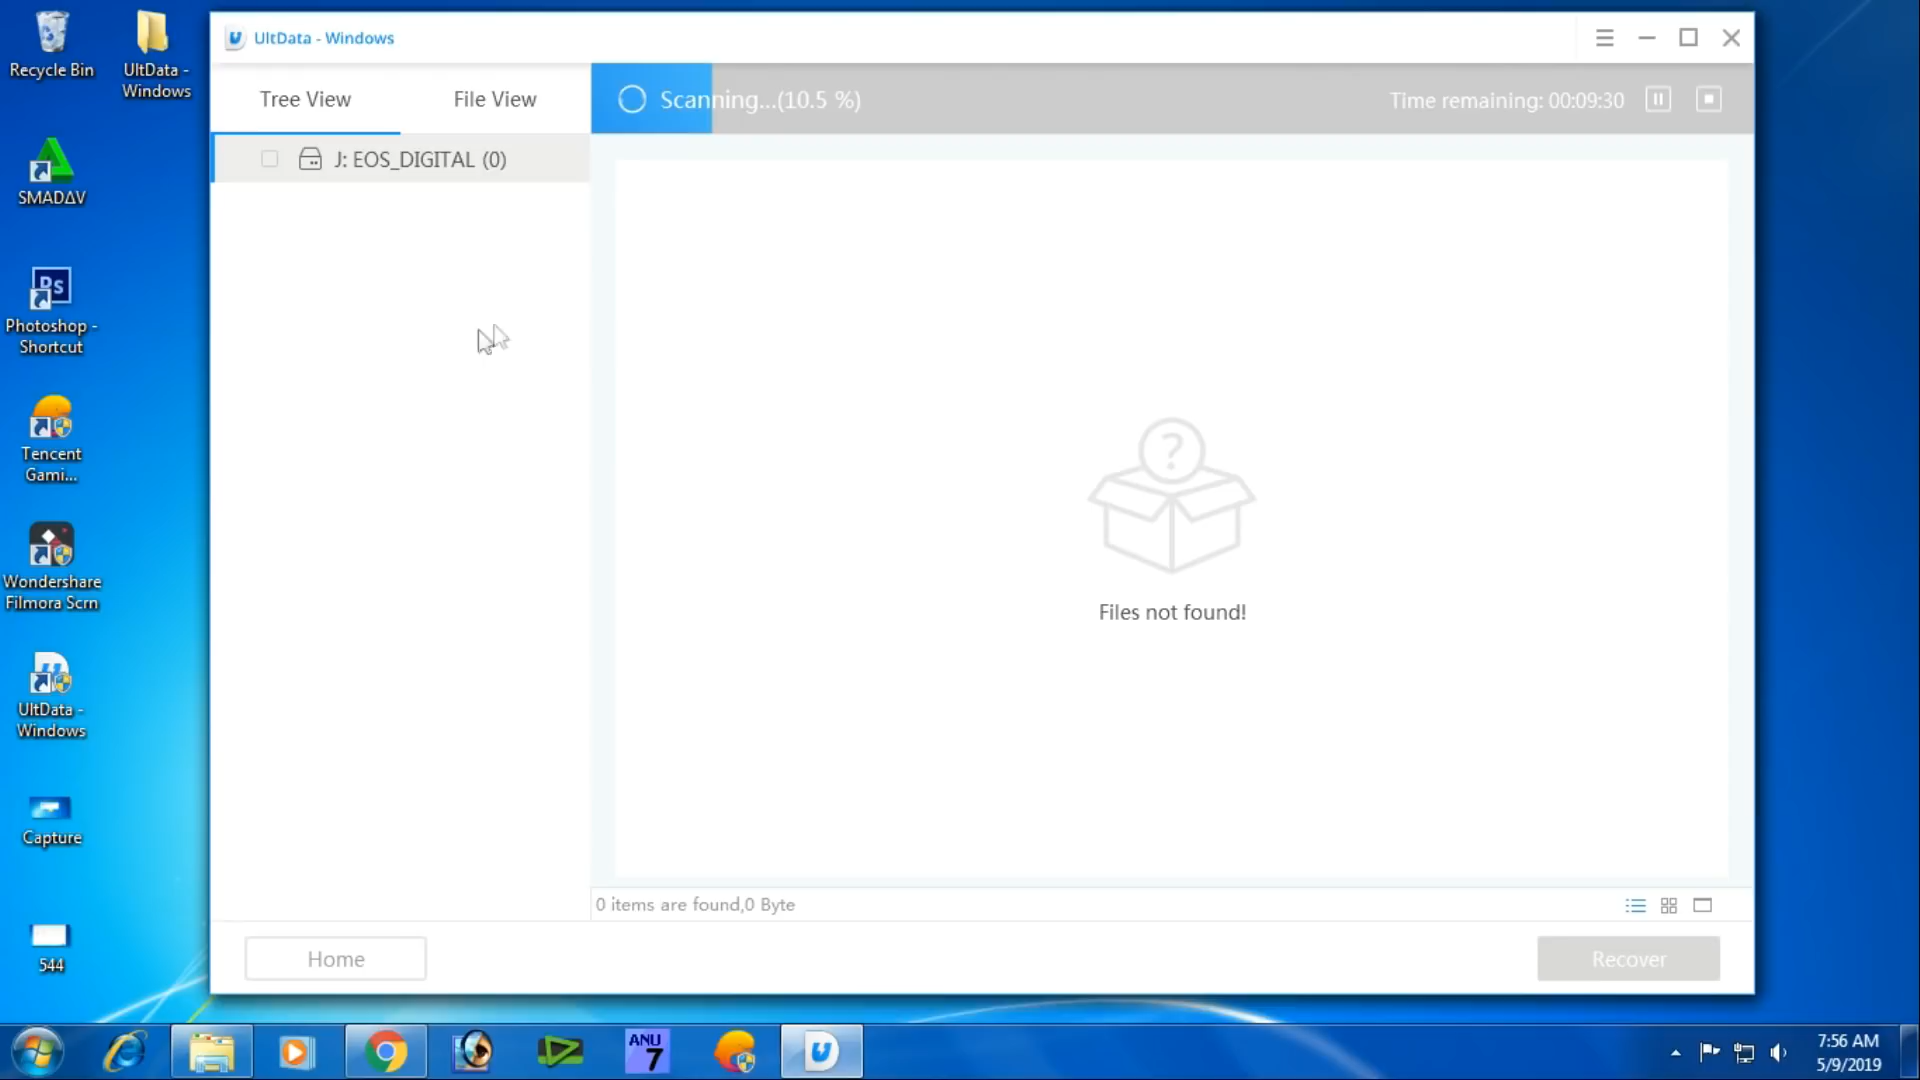 Recycle Bin
UltData -
Windows
SMADΔV
Ps
Photoshop -
Shortcut
Tencent
Gami...
Wondershare
Filmora Scrn
UltData -
Windows
Capture
544
UltData - Windows
Tree View
File View
Scanning...(10.5 %)
Time remaining: 00:09:30
J: EOS_DIGITAL (0)
?
Files not found!
0 items are found,0 Byte
Home
Recover
ANU
7
7:56 AM
5/9/2019